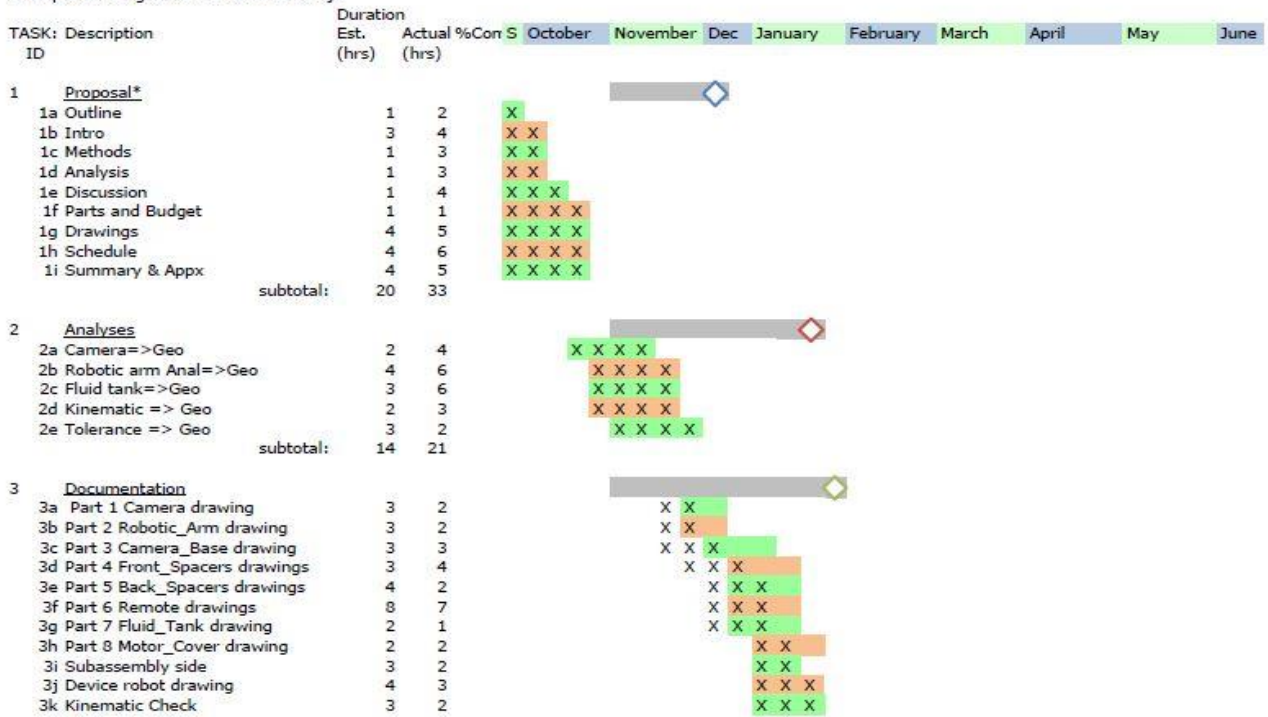 Duration
TASK: Description Est. Actual %Com S October November Dec January February March April May June
ID (hrs) (hrs)
1 Proposal*
1a Outline 1 2 X
1b Intro 3 4 X X
1c Methods 1 3 X X
1d Analysis 1 3 X X
1e Discussion 1 4 X X X
1f Parts and Budget 1 1 X X X X
1g Drawings 4 5 X X X X
1h Schedule 4 6 X X X X
1i Summary & Appx 4 5 X X X X
subtotal: 20 33
2 Analyses
2a Camera=>Geo 2 4 X X X X
2b Robotic arm Anal=>Geo 4 6 X X X X
2c Fluid tank=>Geo 3 6 X X X X
2d Kinematic => Geo 2 3 X X X X
2e Tolerance => Geo 3 2 X X X X
subtotal: 14 21
3 Documentation
3a Part 1 Camera drawing 3 2 X X
3b Part 2 Robotic_Arm drawing 3 2 X X
3c Part 3 Camera_Base drawing 3 3 X X X
3d Part 4 Front_Spacers drawings 3 4 X X X
3e Part 5 Back_Spacers drawings 4 2 X X X
3f Part 6 Remote drawings 8 7 X X X
3g Part 7 Fluid_Tank drawing 2 1 X X X
3h Part 8 Motor_Cover drawing 2 2 X X
3i Subassembly side 3 2 X X
3j Device robot drawing 4 3 X X X
3k Kinematic Check 3 2 X X X